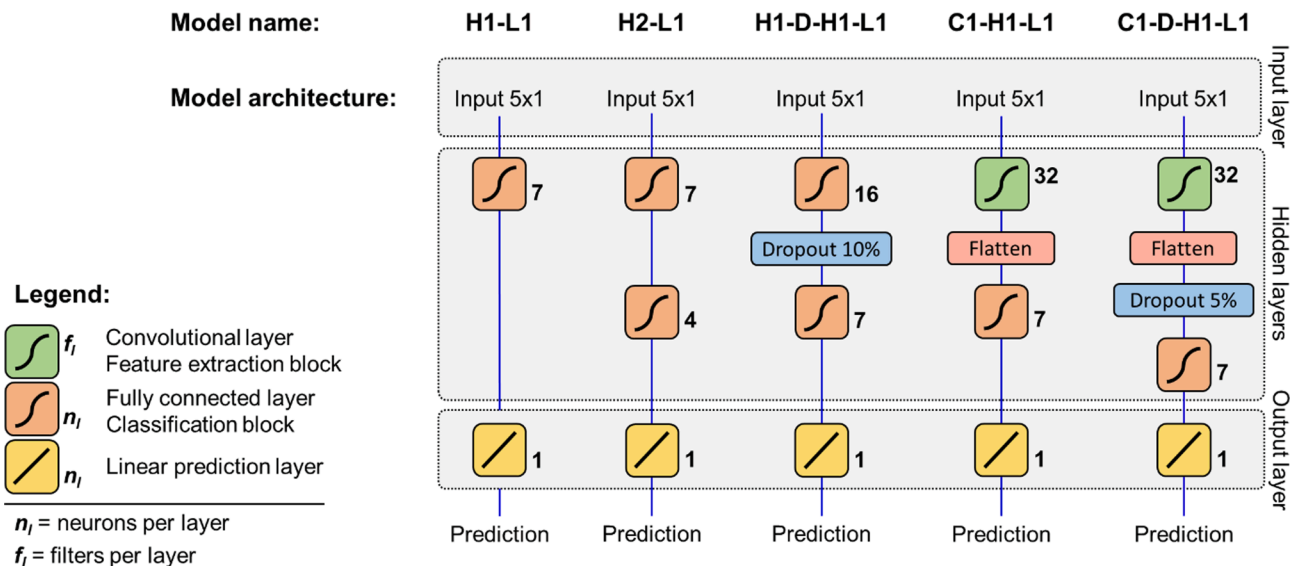 Model name: H1-L1 H2-L1 H1-D-H1-L1 C1-H1-L1 C1-D-H1-L1
Model architecture: Input 5x1 Input 5x1 Input 5x1 Input 5x1 Input 5x1
Input layer
7 7 16 32 32
Dropout 10% Flatten Flatten
Dropout 5%
4 7 7
7
Hidden layers
1 1 1 1 1
Output layer
Prediction Prediction Prediction Prediction Prediction
Legend:
f_l Convolutional layer
Feature extraction block
n_l Fully connected layer
Classification block
n_l Linear prediction layer
n_l = neurons per layer
f_l = filters per layer